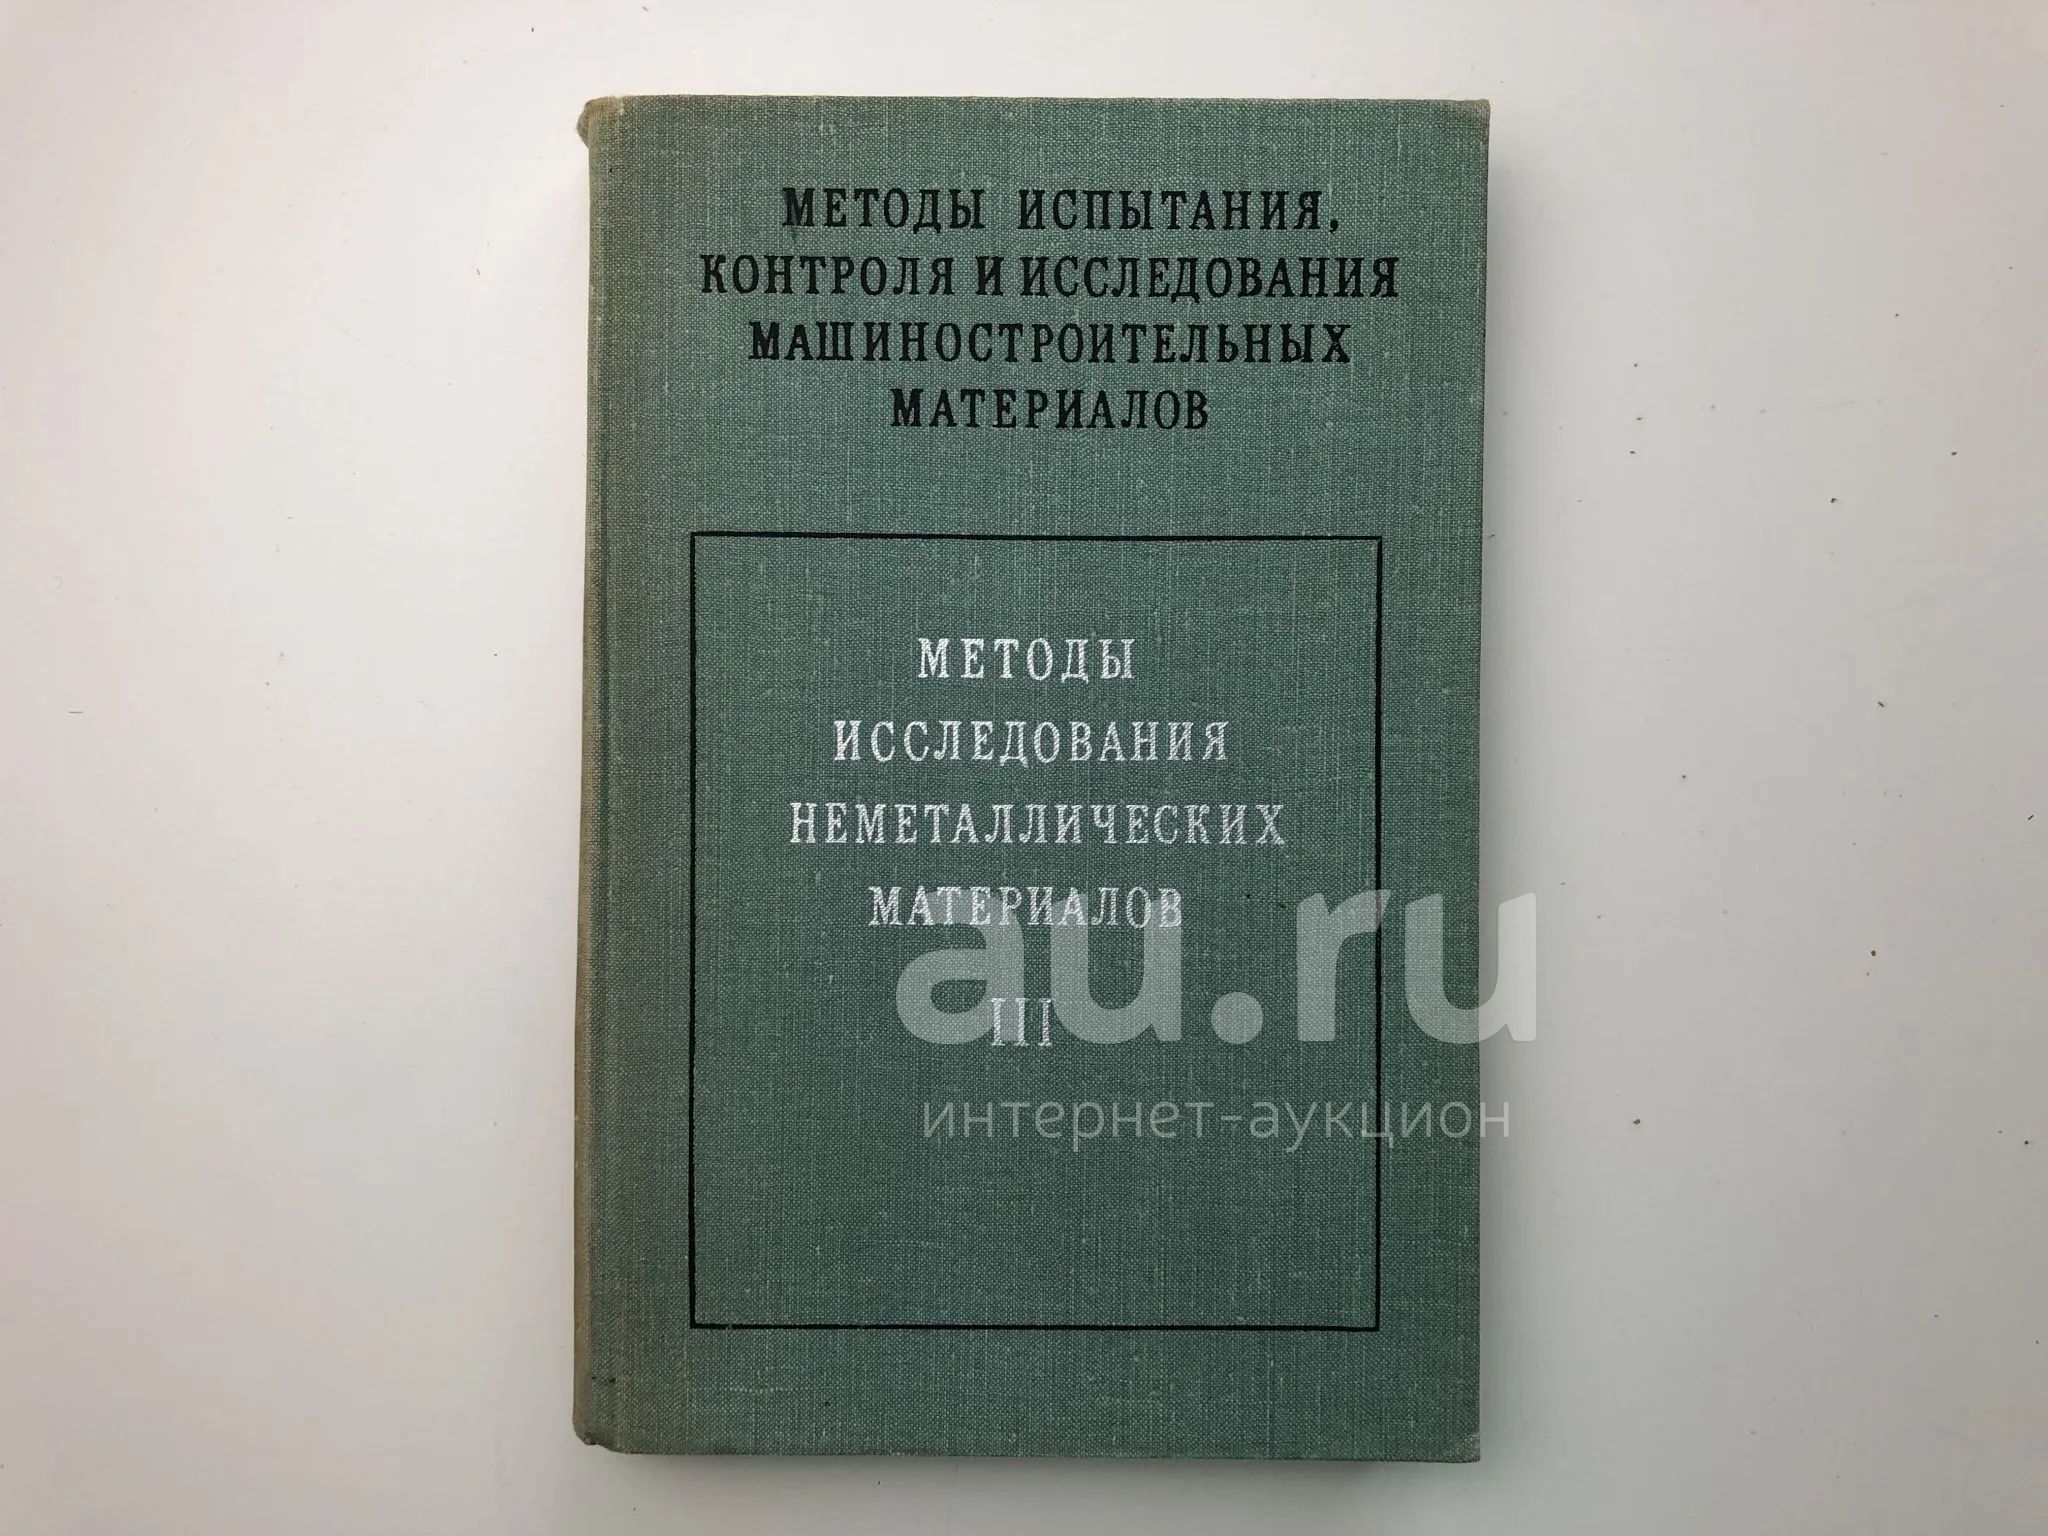 МЕТОДЫ ИСПЫТАНИЯ,
КОНТРОЛЯ И ИССЛЕДОВАНИЯ
МАШИНОСТРОИТЕЛЬНЫХ
МАТЕРИАЛОВ
МЕТОДЫ
ИССЛЕДОВАНИЯ
НЕМЕТАЛЛИЧЕСКИХ
МАТЕРИАЛОВ
III
au.ru
интернет-аукцион